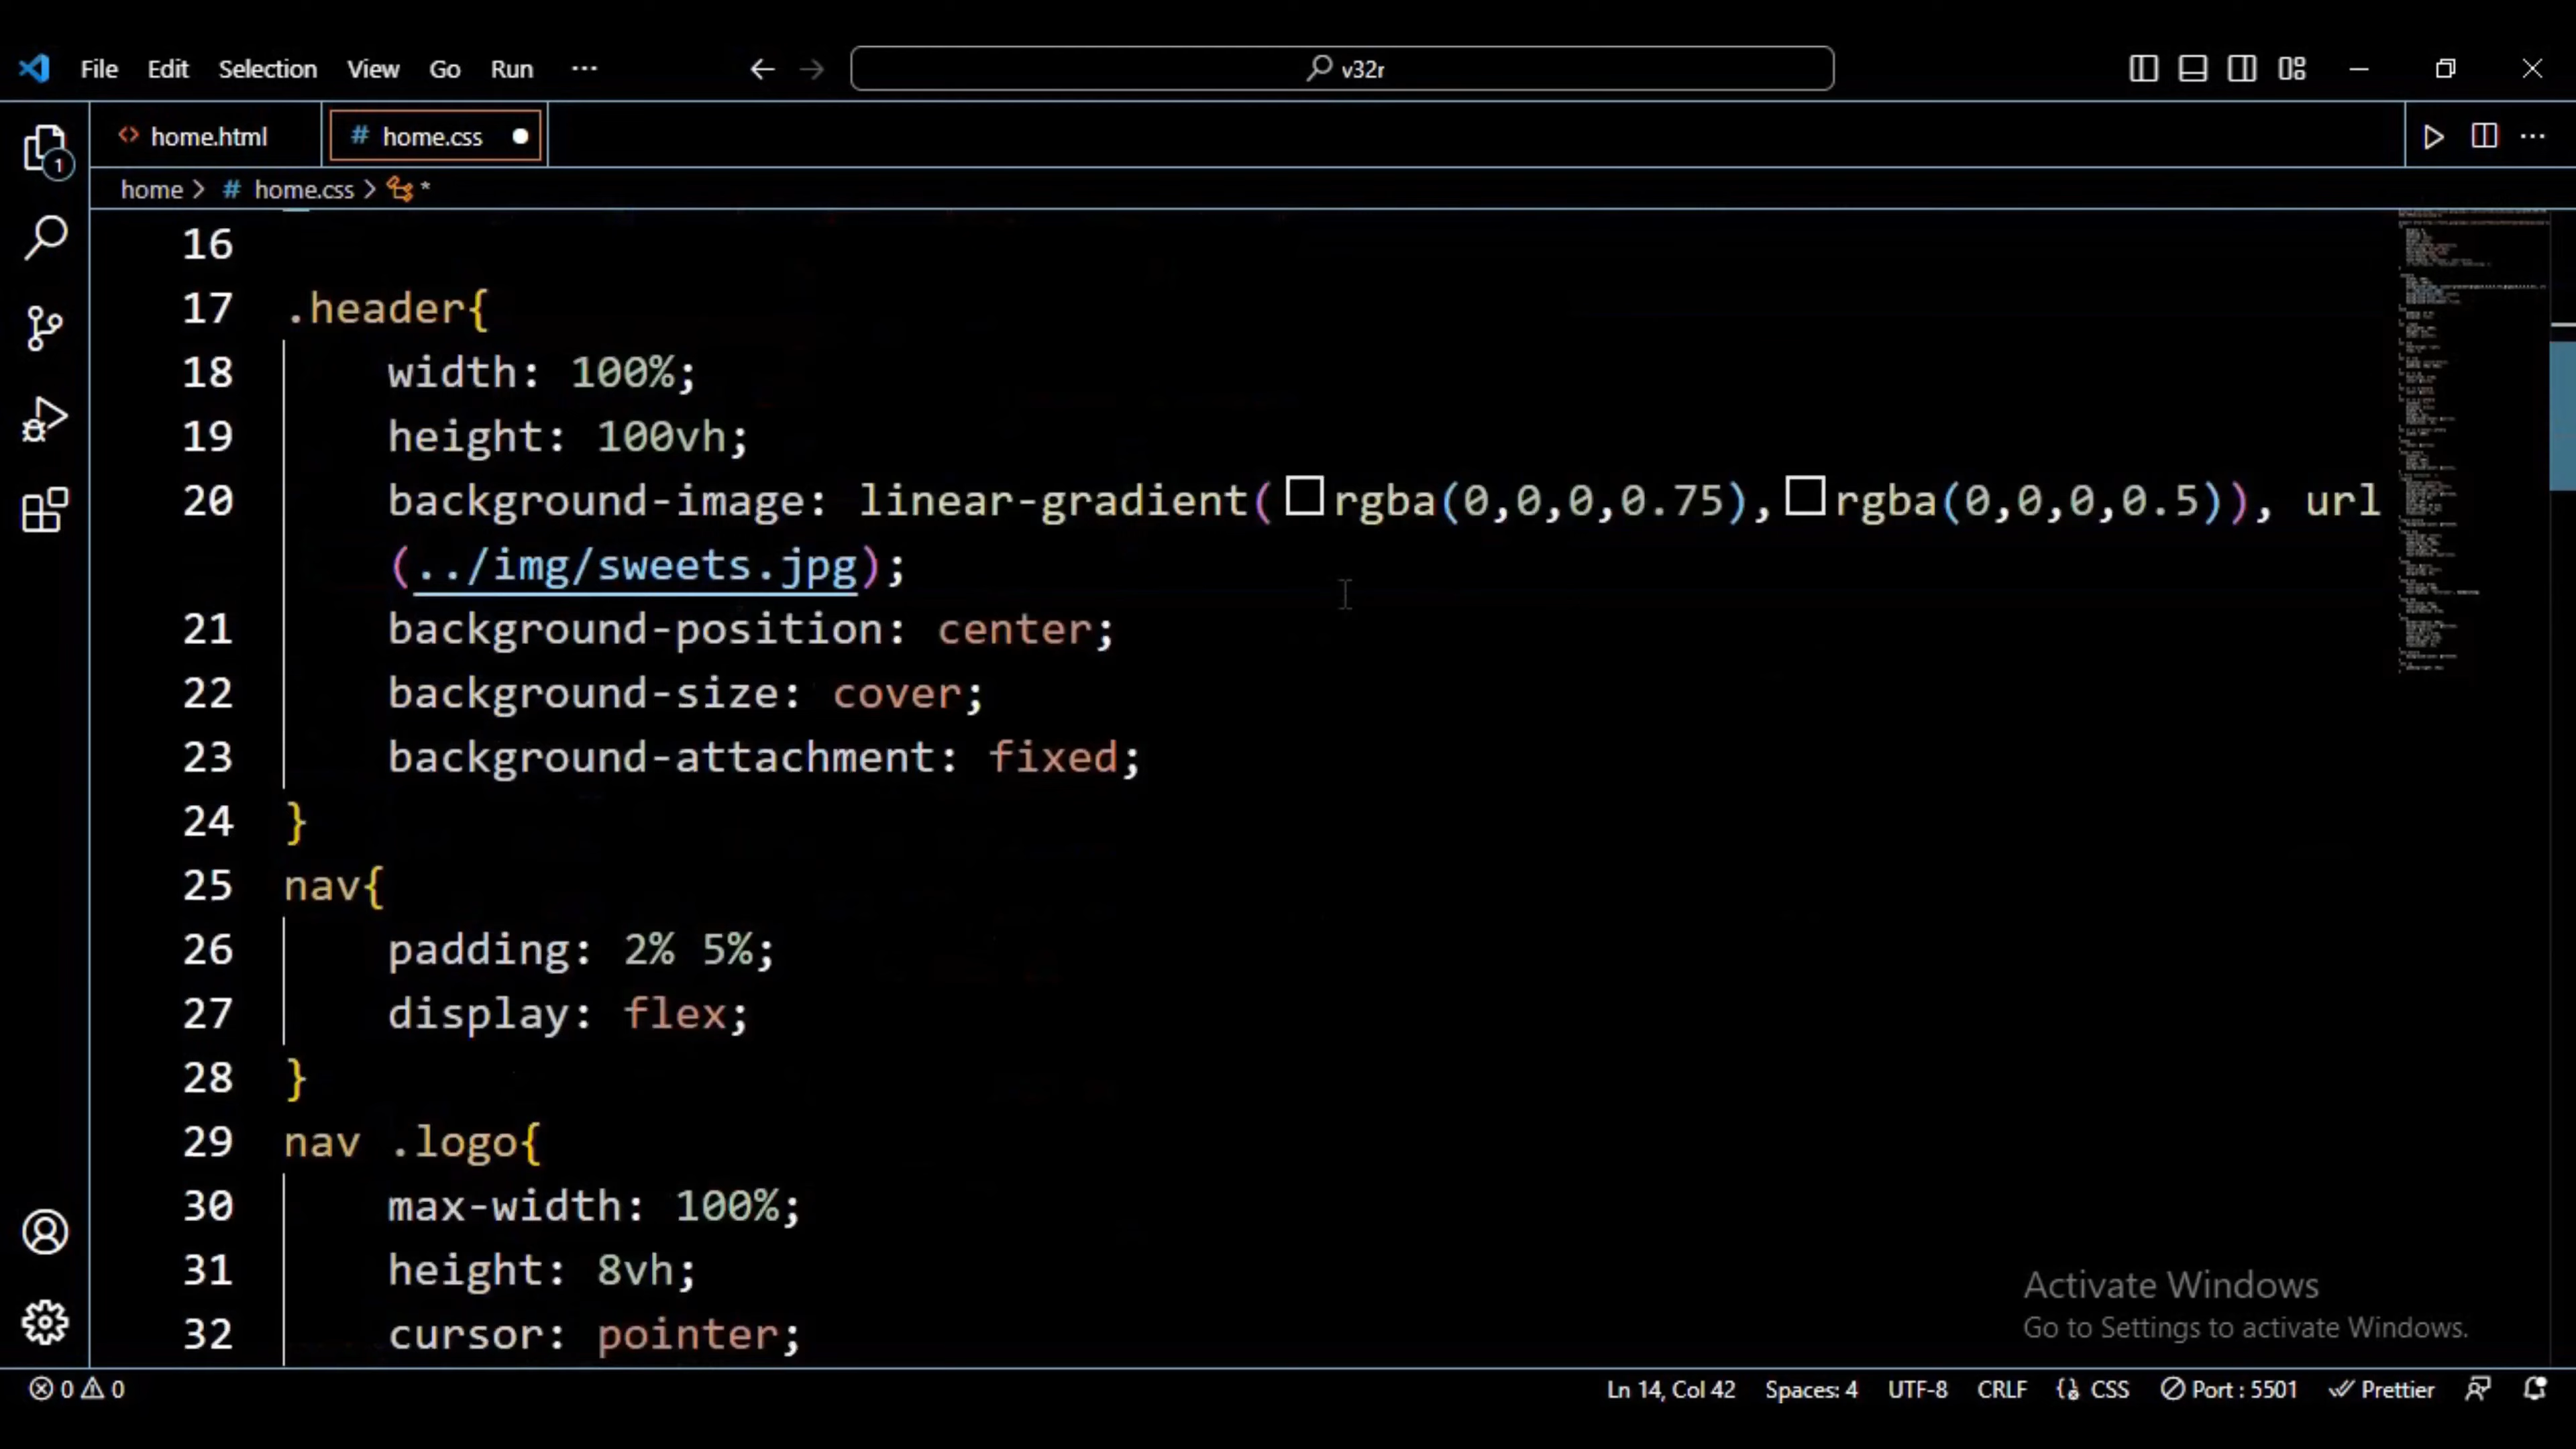 File Edit Selection View Go Run ··· v32r
home.html # home.css
home > # home.css > *
16
17 .header{
18 width: 100%;
19 height: 100vh;
20 background-image: linear-gradient(rgba(0,0,0,0.75),rgba(0,0,0,0.5)), url
(../img/sweets.jpg);
21 background-position: center;
22 background-size: cover;
23 background-attachment: fixed;
24 }
25 nav{
26 padding: 2% 5%;
27 display: flex;
28 }
29 nav .logo{
30 max-width: 100%;
31 height: 8vh;
32 cursor: pointer;
1
Activate Windows
Go to Settings to activate Windows.
0 0 Ln 14, Col 42 Spaces: 4 UTF-8 CRLF CSS Port : 5501 Prettier